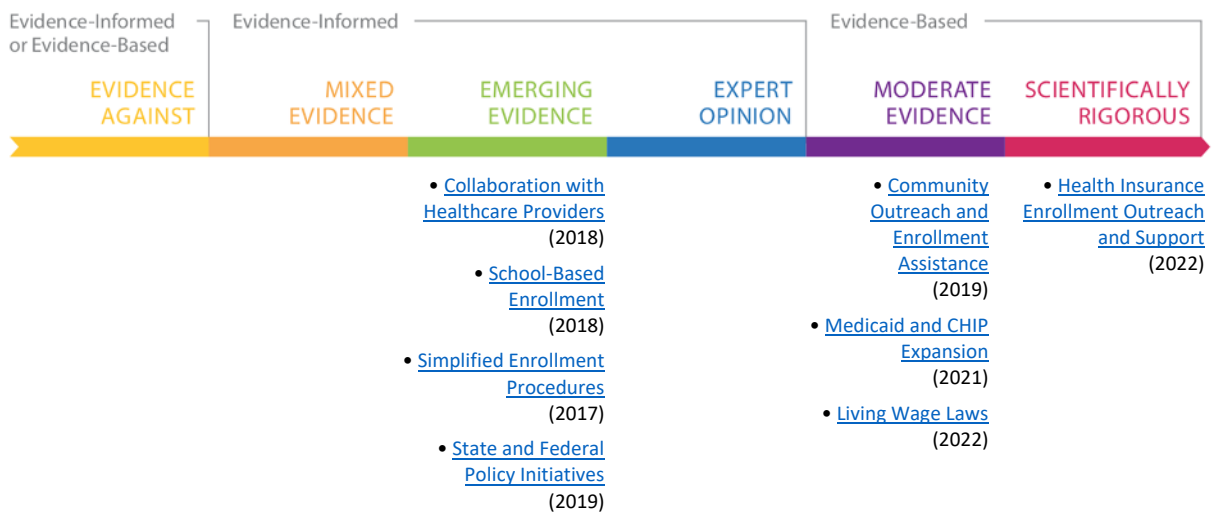 Evidence-Informed
or Evidence-Based
Evidence-Informed
Evidence-Based
EVIDENCE
AGAINST
MIXED
EVIDENCE
EMERGING
EVIDENCE
EXPERT
OPINION
MODERATE
EVIDENCE
SCIENTIFICALLY
RIGOROUS
• Collaboration with
Healthcare Providers
(2018)
• School-Based
Enrollment
(2018)
• Simplified Enrollment
Procedures
(2017)
• State and Federal
Policy Initiatives
(2019)
• Community
Outreach and
Enrollment
Assistance
(2019)
• Medicaid and CHIP
Expansion
(2021)
• Living Wage Laws
(2022)
• Health Insurance
Enrollment Outreach
and Support
(2022)